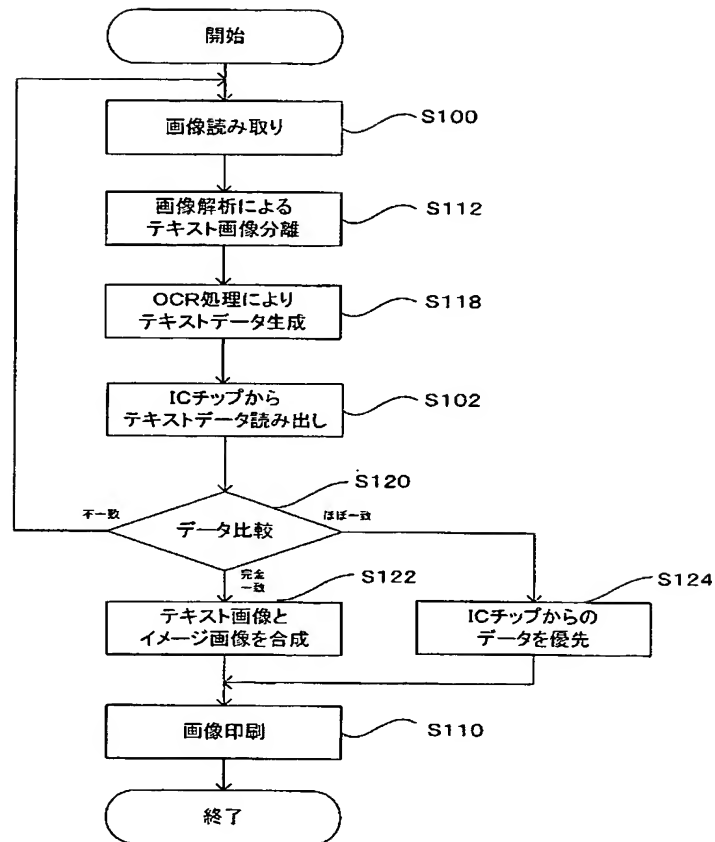 開始
画像読み取り
S100
画像解析による
テキスト画像分離
S112
OCR処理により
テキストデータ生成
S118
ICチップから
テキストデータ読み出し
S102
S120
不一致
データ比較
ほぼ一致
完全
一致
S122
テキスト画像と
イメージ画像を合成
S124
ICチップからの
データを優先
画像印刷
S110
終了